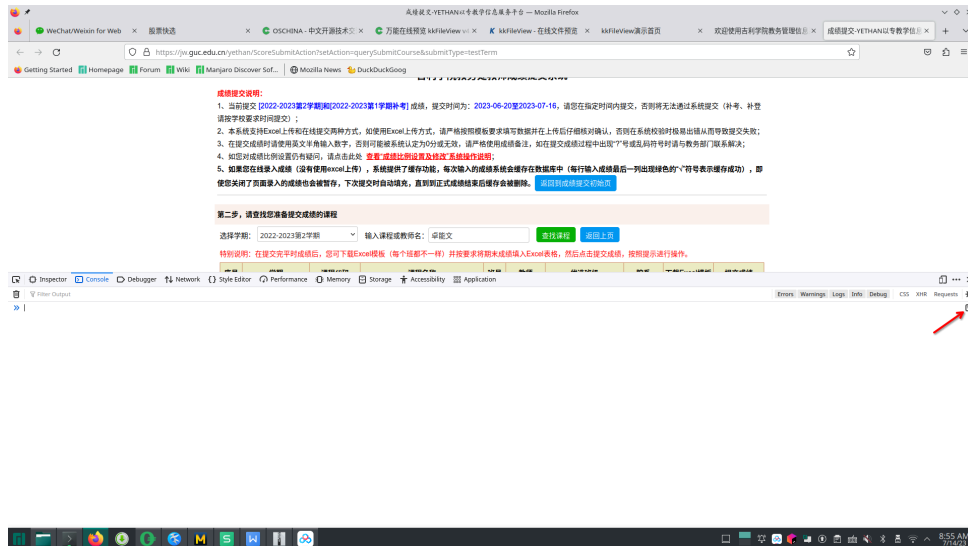 成绩提交-YETHAN以专教学信息服务平台 — Mozilla Firefox
WeChat/Weixin for Web
股票快选
OSCHINA - 中文开源技术交
万能在线预览 kkFileView v4
kkFileView - 在线文件预览
kkFileView演示首页
欢迎使用吉利学院教务管理信息
成绩提交-YETHAN以专教学信息
https://jw.guc.edu.cn/yethan/ScoreSubmitAction?setAction=querySubmitCourse&submitType=testTerm
Getting Started Homepage Forum Wiki Manjaro Discover Sof... Mozilla News DuckDuckGoog
成绩提交说明：
1、当前提交 [2022-2023第2学期]和[2022-2023第1学期补考] 成绩，提交时间为：2023-06-20至2023-07-16，请您在指定时间内提交，否则将无法通过系统提交（补考、补登
请按学校要求时间提交）；
2、本系统支持Excel上传和在线提交两种方式，如使用Excel上传方式，请严格按照模板要求填写数据并在上传后仔细核对确认，否则在系统校验时极易出错从而导致提交失败；
3、在提交成绩时请使用英文半角输入数字，否则可能被系统认定为0分或无效，请严格使用成绩备注，如在提交成绩过程中出现“?”号或乱码符号时请与教务部门联系解决；
4、如您对成绩比例设置仍有疑问，请点击此处 查看“成绩比例设置及修改”系统操作说明；
5、如果您在线录入成绩（没有使用excel上传），系统提供了缓存功能，每次输入的成绩系统会缓存在数据库中（每行输入成绩最后一列出现绿色的“√”符号表示缓存成功），即
使您关闭了页面录入的成绩也会被暂存，下次提交时自动填充，直到到正式成绩结束后缓存会被删除。 返回到成绩提交初始页
第二步，请查找您准备提交成绩的课程
选择学期： 2022-2023第2学期 输入课程或教师名： 卓能文 查找课程 返回上页
特别说明：在提交完平时成绩后，您可下载Excel模板（每个班都不一样）并按要求将期末成绩填入Excel表格，然后点击提交成绩，按照提示进行操作。
Inspector Console Debugger Network Style Editor Performance Memory Storage Accessibility Application
Filter Output Errors Warnings Logs Info Debug CSS XHR Requests
8:55 AM
7/14/23